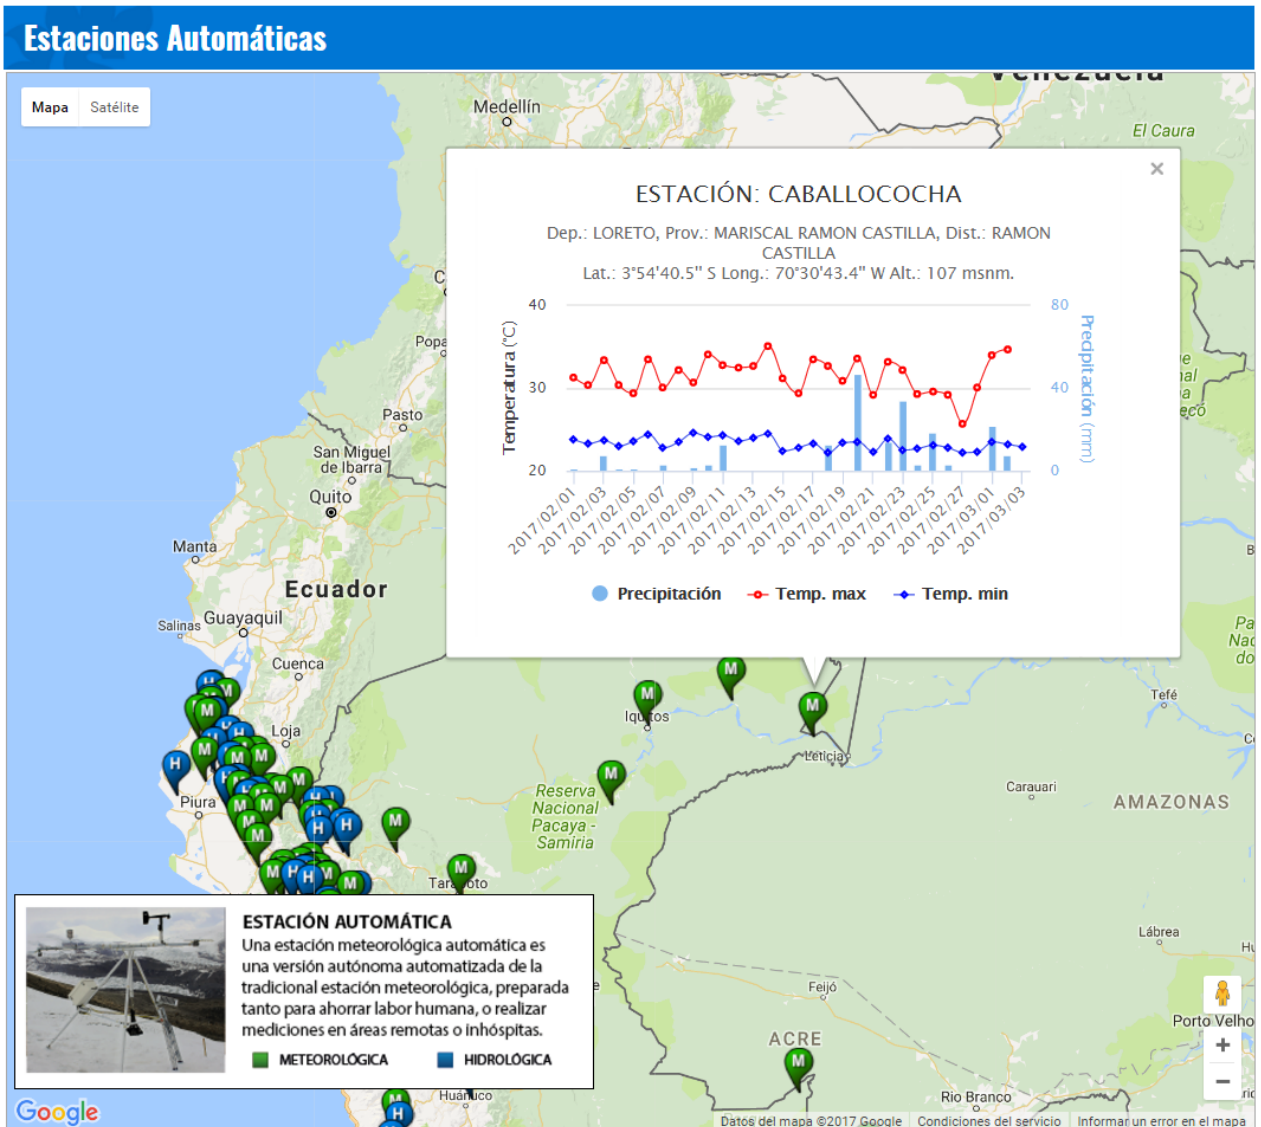 Estaciones Automáticas
Mapa Satélite
Medellín
El Caura
ESTACIÓN: CABALLOCOCHA
Dep.: LORETO, Prov.: MARISCAL RAMON CASTILLA, Dist.: RAMON
CASTILLA
Lat.: 3°54'40.5" S Long.: 70°30'43.4" W Alt.: 107 msnm.
40 80
30 40
20 0
Temperatura (°C)
Precipitación (mm)
2017/02/01 2017/02/03 2017/02/05 2017/02/07 2017/02/09 2017/02/11 2017/02/13 2017/02/15 2017/02/17 2017/02/19 2017/02/21 2017/02/23 2017/02/25 2017/02/27 2017/03/01 2017/03/03
Precipitación Temp. max Temp. min
Pasto
San Miguel
de Ibarra
Quito
Manta
Ecuador
Salinas
Guayaquil
Cuenca
Loja
Piura
Iquitos
Leticia
Tefé
Carauari
AMAZONAS
Reserva
Nacional
Pacaya -
Samiria
Tarapoto
Lábrea
Feijó
ACRE
Porto Velho
Rio Branco
Huánuco
M H
ESTACIÓN AUTOMÁTICA
Una estación meteorológica automática es
una versión autónoma automatizada de la
tradicional estación meteorológica, preparada
tanto para ahorrar labor humana, o realizar
mediciones en áreas remotas o inhóspitas.
METEOROLÓGICA HIDROLÓGICA
Google
Datos del mapa ©2017 Google Condiciones del servicio Informar un error en el mapa